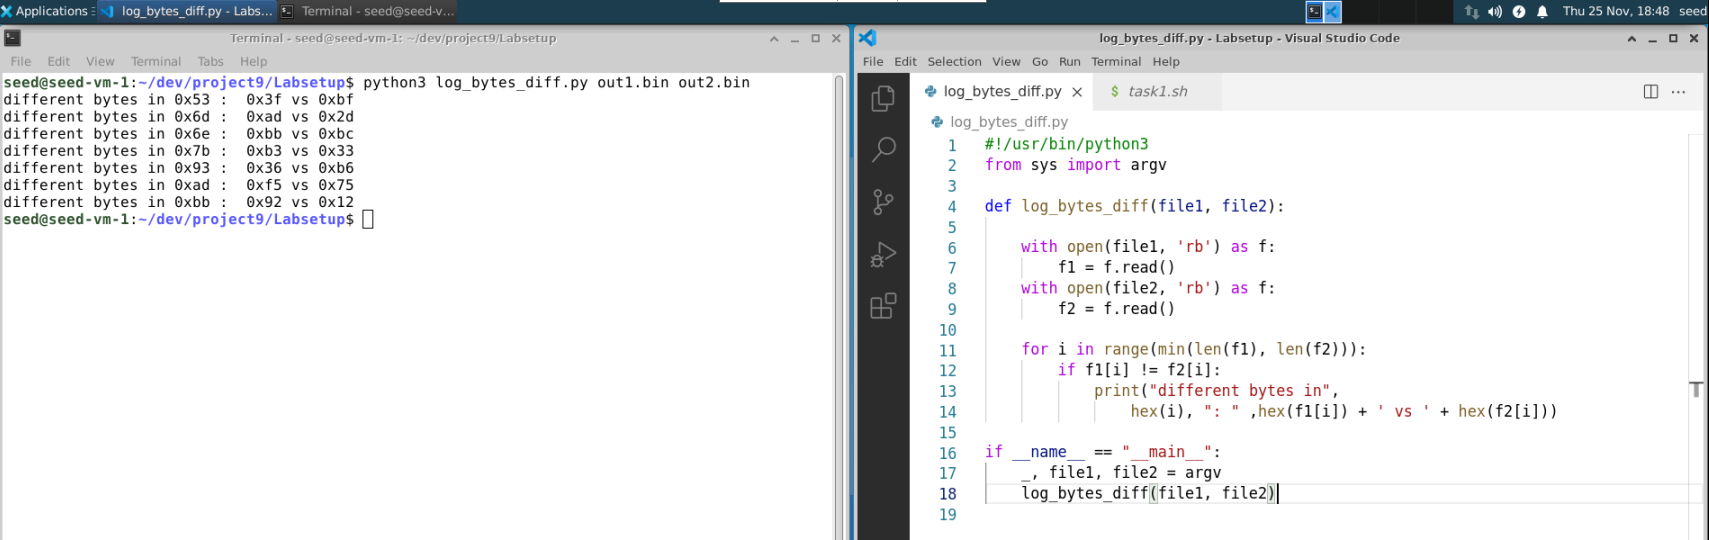 Applications
log_bytes_diff.py - Labs...
Terminal - seed@seed-v...
Thu 25 Nov, 18:48
seed
Terminal - seed@seed-vm-1: ~/dev/project9/Labsetup
File Edit View Terminal Tabs Help
seed@seed-vm-1:~/dev/project9/Labsetup$ python3 log_bytes_diff.py out1.bin out2.bin
different bytes in 0x53 :  0x3f vs 0xbf
different bytes in 0x6d :  0xad vs 0x2d
different bytes in 0x6e :  0xbb vs 0xbc
different bytes in 0x7b :  0xb3 vs 0x33
different bytes in 0x93 :  0x36 vs 0xb6
different bytes in 0xad :  0xf5 vs 0x75
different bytes in 0xbb :  0x92 vs 0x12
seed@seed-vm-1:~/dev/project9/Labsetup$
log_bytes_diff.py - Labsetup - Visual Studio Code
File Edit Selection View Go Run Terminal Help
log_bytes_diff.py
$ task1.sh
log_bytes_diff.py
1 #!/usr/bin/python3
2 from sys import argv
3
4 def log_bytes_diff(file1, file2):
5
6     with open(file1, 'rb') as f:
7         f1 = f.read()
8     with open(file2, 'rb') as f:
9         f2 = f.read()
10
11     for i in range(min(len(f1), len(f2))):
12         if f1[i] != f2[i]:
13             print("different bytes in",
14                 hex(i), ": " ,hex(f1[i]) + ' vs ' + hex(f2[i]))
15
16 if __name__ == "__main__":
17     _, file1, file2 = argv
18     log_bytes_diff(file1, file2)
19